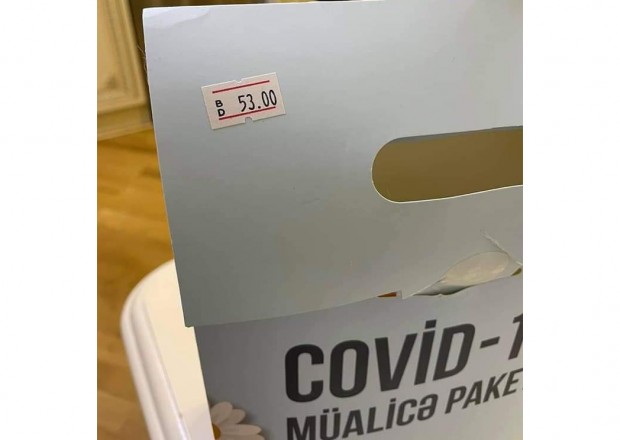 B
D 53.00
COVİD-1
MÜALİCƏ PAKE